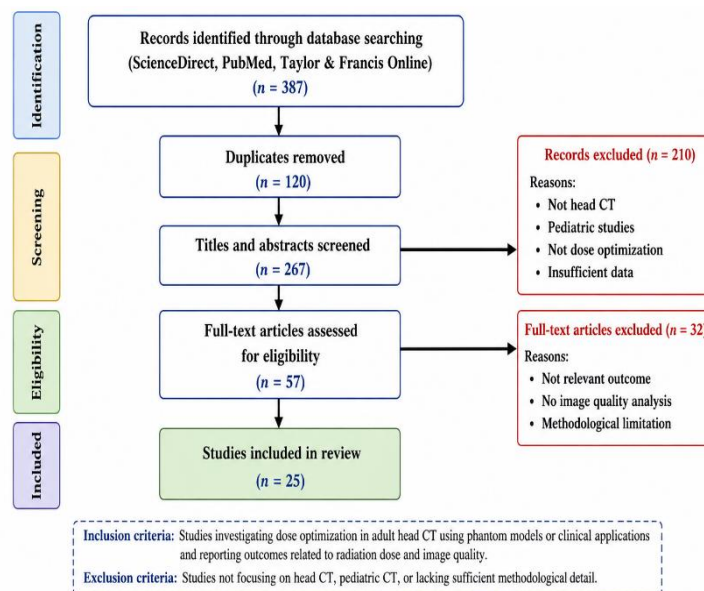 Identification
Records identified through database searching
(ScienceDirect, PubMed, Taylor & Francis Online)
(n = 387)
Screening
Duplicates removed
(n = 120)
Titles and abstracts screened
(n = 267)
Records excluded (n = 210)
Reasons:
• Not head CT
• Pediatric studies
• Not dose optimization
• Insufficient data
Eligibility
Full-text articles assessed
for eligibility
(n = 57)
Full-text articles excluded (n = 32)
Reasons:
• Not relevant outcome
• No image quality analysis
• Methodological limitation
Included
Studies included in review
(n = 25)
Inclusion criteria: Studies investigating dose optimization in adult head CT using phantom models or clinical applications
and reporting outcomes related to radiation dose and image quality.
Exclusion criteria: Studies not focusing on head CT, pediatric CT, or lacking sufficient methodological detail.